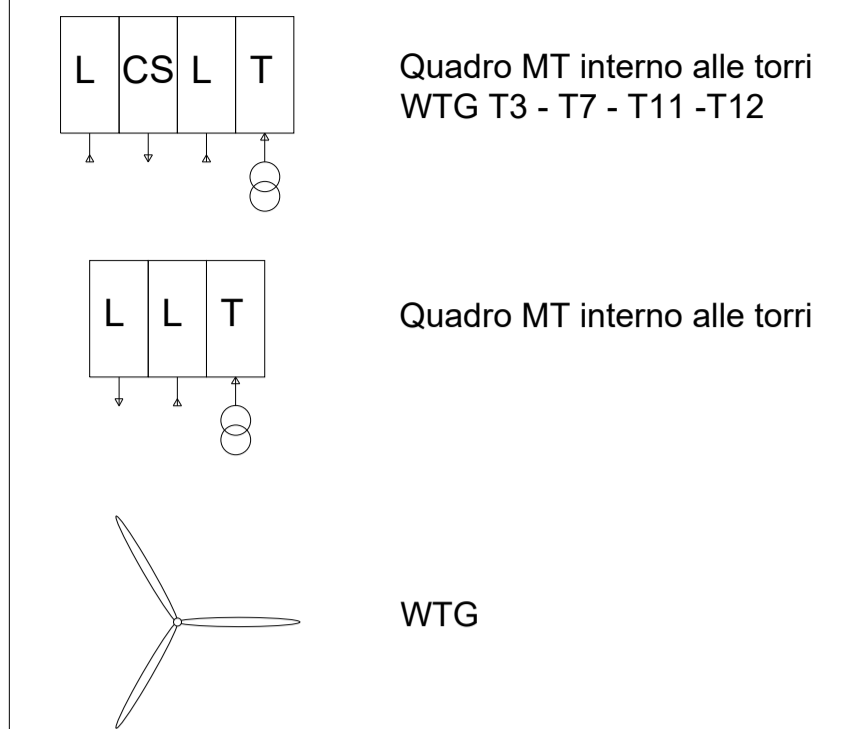 L CS L T
Quadro MT interno alle torri
WTG T3 - T7 - T11 -T12
L L T
Quadro MT interno alle torri
WTG